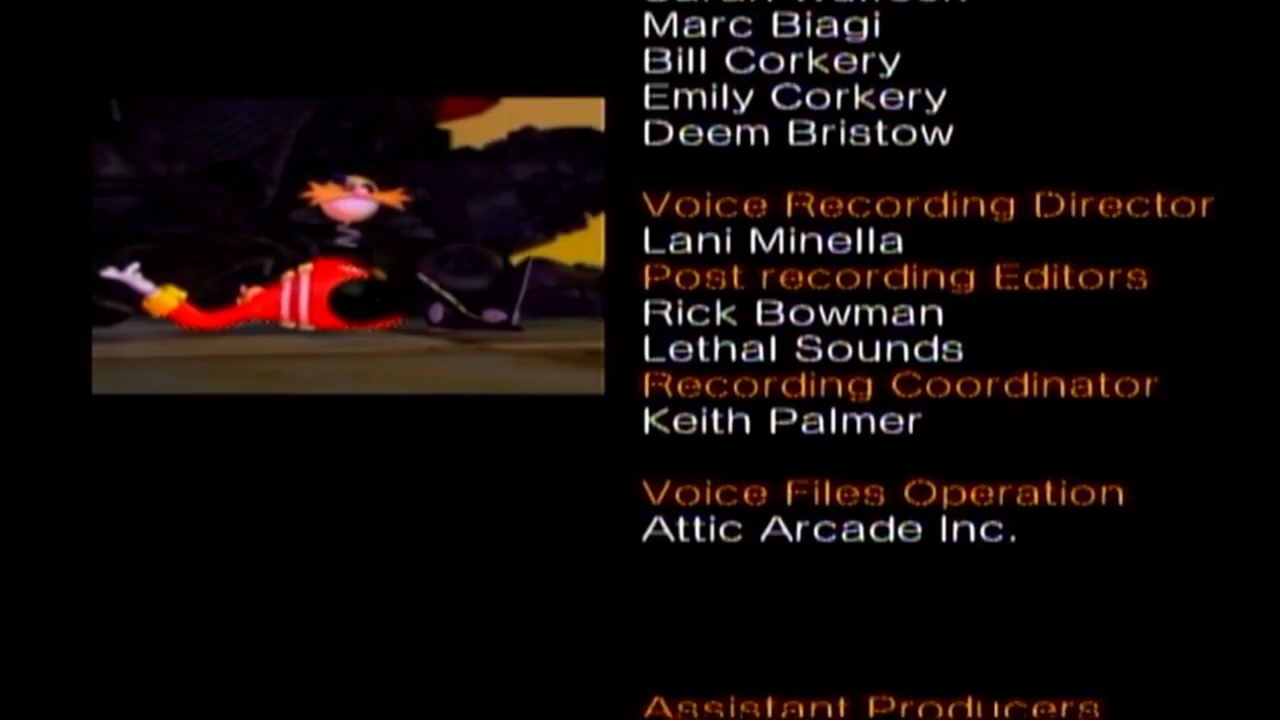 Marc Biagi
Bill Corkery
Emily Corkery
Deem Bristow
Voice Recording Director
Lani Minella
Post recording Editors
Rick Bowman
Lethal Sounds
Recording Coordinator
Keith Palmer
Voice Files Operation
Attic Arcade Inc.
Assistant Producers